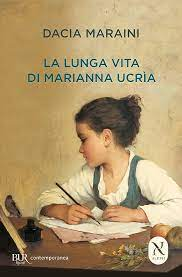 DACIA MARAINI
LA LUNGA VITA
DI MARIANNA UCRÌA
N
BUR
contemporanea